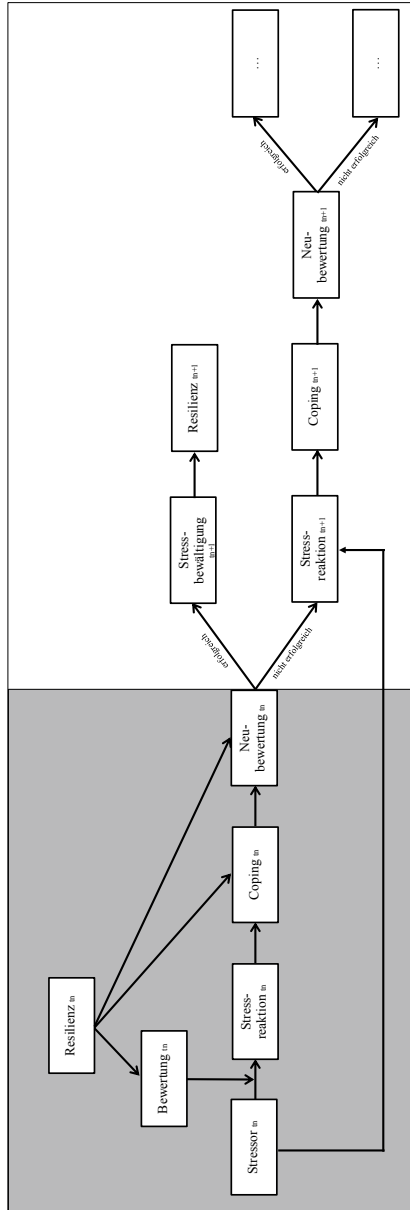 Resilienz tn
Bewertung tn
Stressor tn
Stress-
reaktion tn
Coping tn
Neu-
bewertung tn
erfolgreich
nicht erfolgreich
Stress-
bewältigung
tn+1
Resilienz tn+1
Stress-
reaktion tn+1
Coping tn+1
Neu-
bewertung tn+1
erfolgreich
nicht erfolgreich
...
...